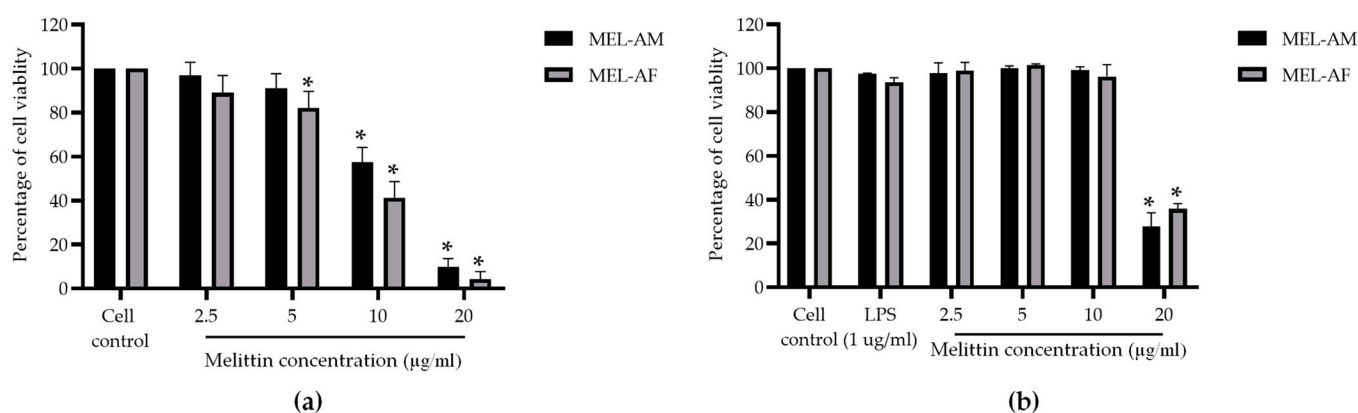 120
100
80
60
40
20
0
Percentage of cell viablity
*
*
*
*
*
MEL-AM
MEL-AF
Cell
control
2.5
5
10
20
Melittin concentration (µg/ml)
(a)
120
100
80
60
40
20
0
Percentage of cell viability
*
*
MEL-AM
MEL-AF
Cell
control
LPS
(1 ug/ml)
2.5
5
10
20
Melittin concentration (µg/ml)
(b)